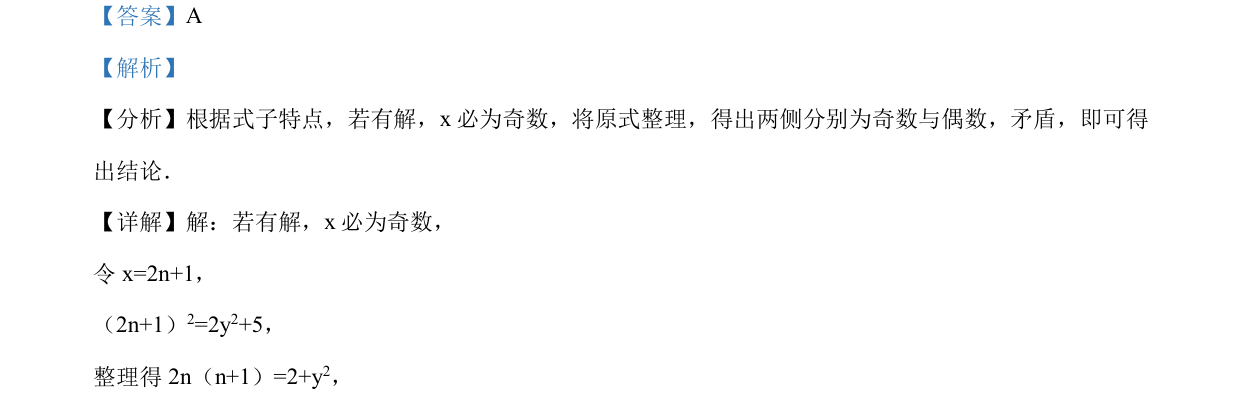 【答案】A
【解析】
【分析】根据式子特点，若有解，x 必为奇数，将原式整理，得出两侧分别为奇数与偶数，矛盾，即可得
出结论．
【详解】解：若有解，x 必为奇数，
令 x=2n+1，
（2n+1）²=2y²+5，
整理得 2n（n+1）=2+y²，